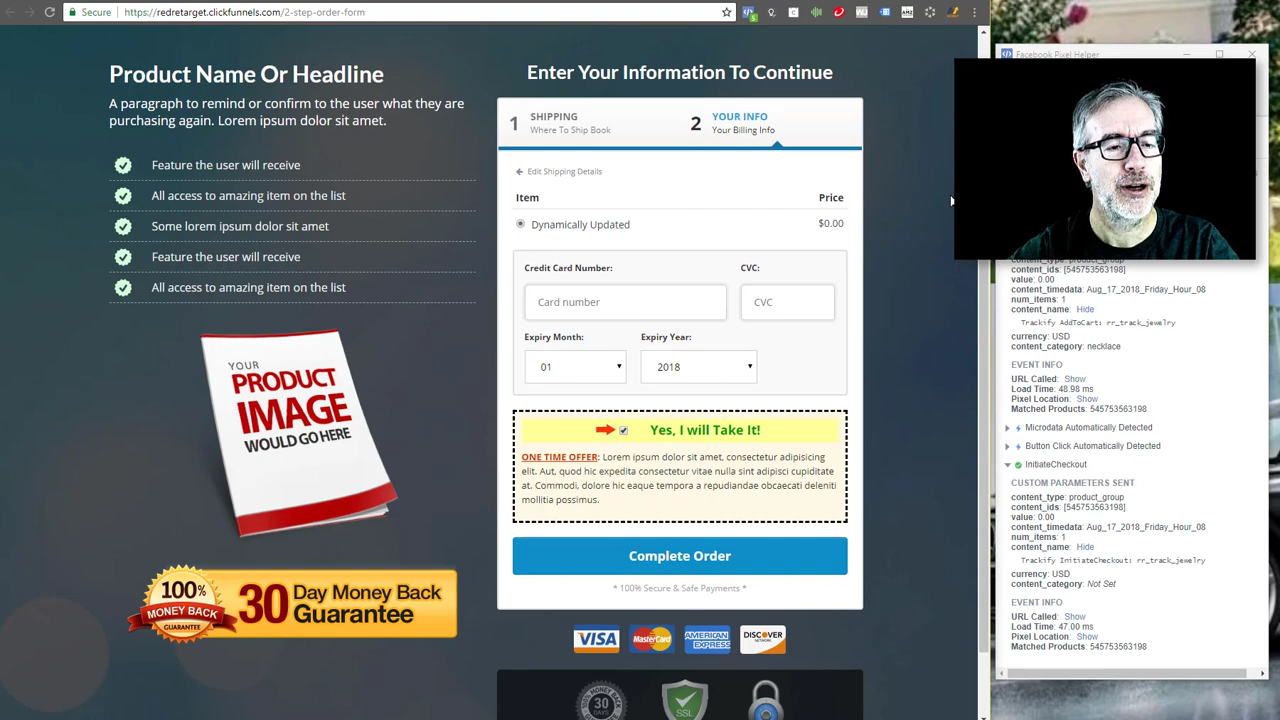 Secure
https://redretarget.clickfunnels.com/2-step-order-form
Product Name Or Headline
A paragraph to remind or confirm to the user what they are
purchasing again. Lorem ipsum dolor sit amet.
Feature the user will receive
All access to amazing item on the list
Some lorem ipsum dolor sit amet
Feature the user will receive
All access to amazing item on the list
YOUR
PRODUCT
IMAGE
WOULD GO HERE
100%
MONEY BACK
GUARANTEE
30 Day Money Back
Guarantee
Enter Your Information To Continue
1 SHIPPING
Where To Ship Book
2 YOUR INFO
Your Billing Info
Edit Shipping Details
Item Price
Dynamically Updated $0.00
Credit Card Number: CVC:
Card number CVC
Expiry Month: Expiry Year:
01 2018
Yes, I will Take It!
ONE TIME OFFER: Lorem ipsum dolor sit amet, consectetur adipisicing
elit. Aut, quod hic expedita consectetur vitae nulla sint adipisci cupiditate
at. Commodi, dolore hic eaque tempora a repudiandae obcaecati deleniti
mollitia possimus.
Complete Order
* 100% Secure & Safe Payments *
VISA MasterCard AMERICAN EXPRESS DISCOVER
MONEY BACK
30
DAYS
SSL
Facebook Pixel Helper
content_type: product_group
content_ids: [545753563198]
value: 0.00
content_timedata: Aug_17_2018_Friday_Hour_08
num_items: 1
content_name: Hide
Trackify AddToCart: rr_track_jewelry
currency: USD
content_category: necklace
EVENT INFO
URL Called: Show
Load Time: 48.98 ms
Pixel Location: Show
Matched Products: 545753563198
Microdata Automatically Detected
Button Click Automatically Detected
InitiateCheckout
CUSTOM PARAMETERS SENT
content_type: product_group
content_ids: [545753563198]
value: 0.00
content_timedata: Aug_17_2018_Friday_Hour_08
num_items: 1
content_name: Hide
Trackify InitiateCheckout: rr_track_jewelry
currency: USD
content_category: Not Set
EVENT INFO
URL Called: Show
Load Time: 47.00 ms
Pixel Location: Show
Matched Products: 545753563198